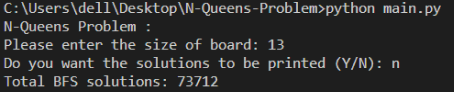 C:\Users\dell\Desktop\N-Queens-Problem>python main.py
N-Queens Problem :
Please enter the size of board: 13
Do you want the solutions to be printed (Y/N): n
Total BFS solutions: 73712